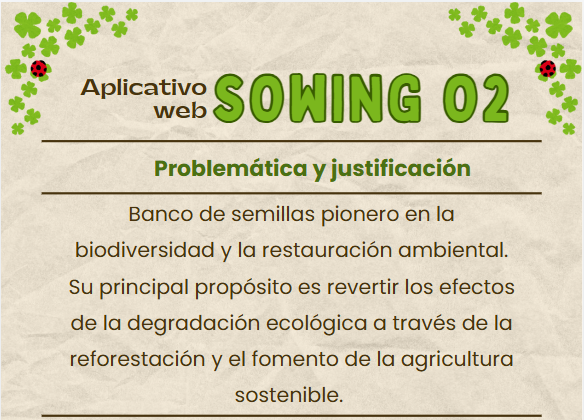 Aplicativo
web
SOWING O2
Problemática y justificación
Banco de semillas pionero en la
biodiversidad y la restauración ambiental.
Su principal propósito es revertir los efectos
de la degradación ecológica a través de la
reforestación y el fomento de la agricultura
sostenible.